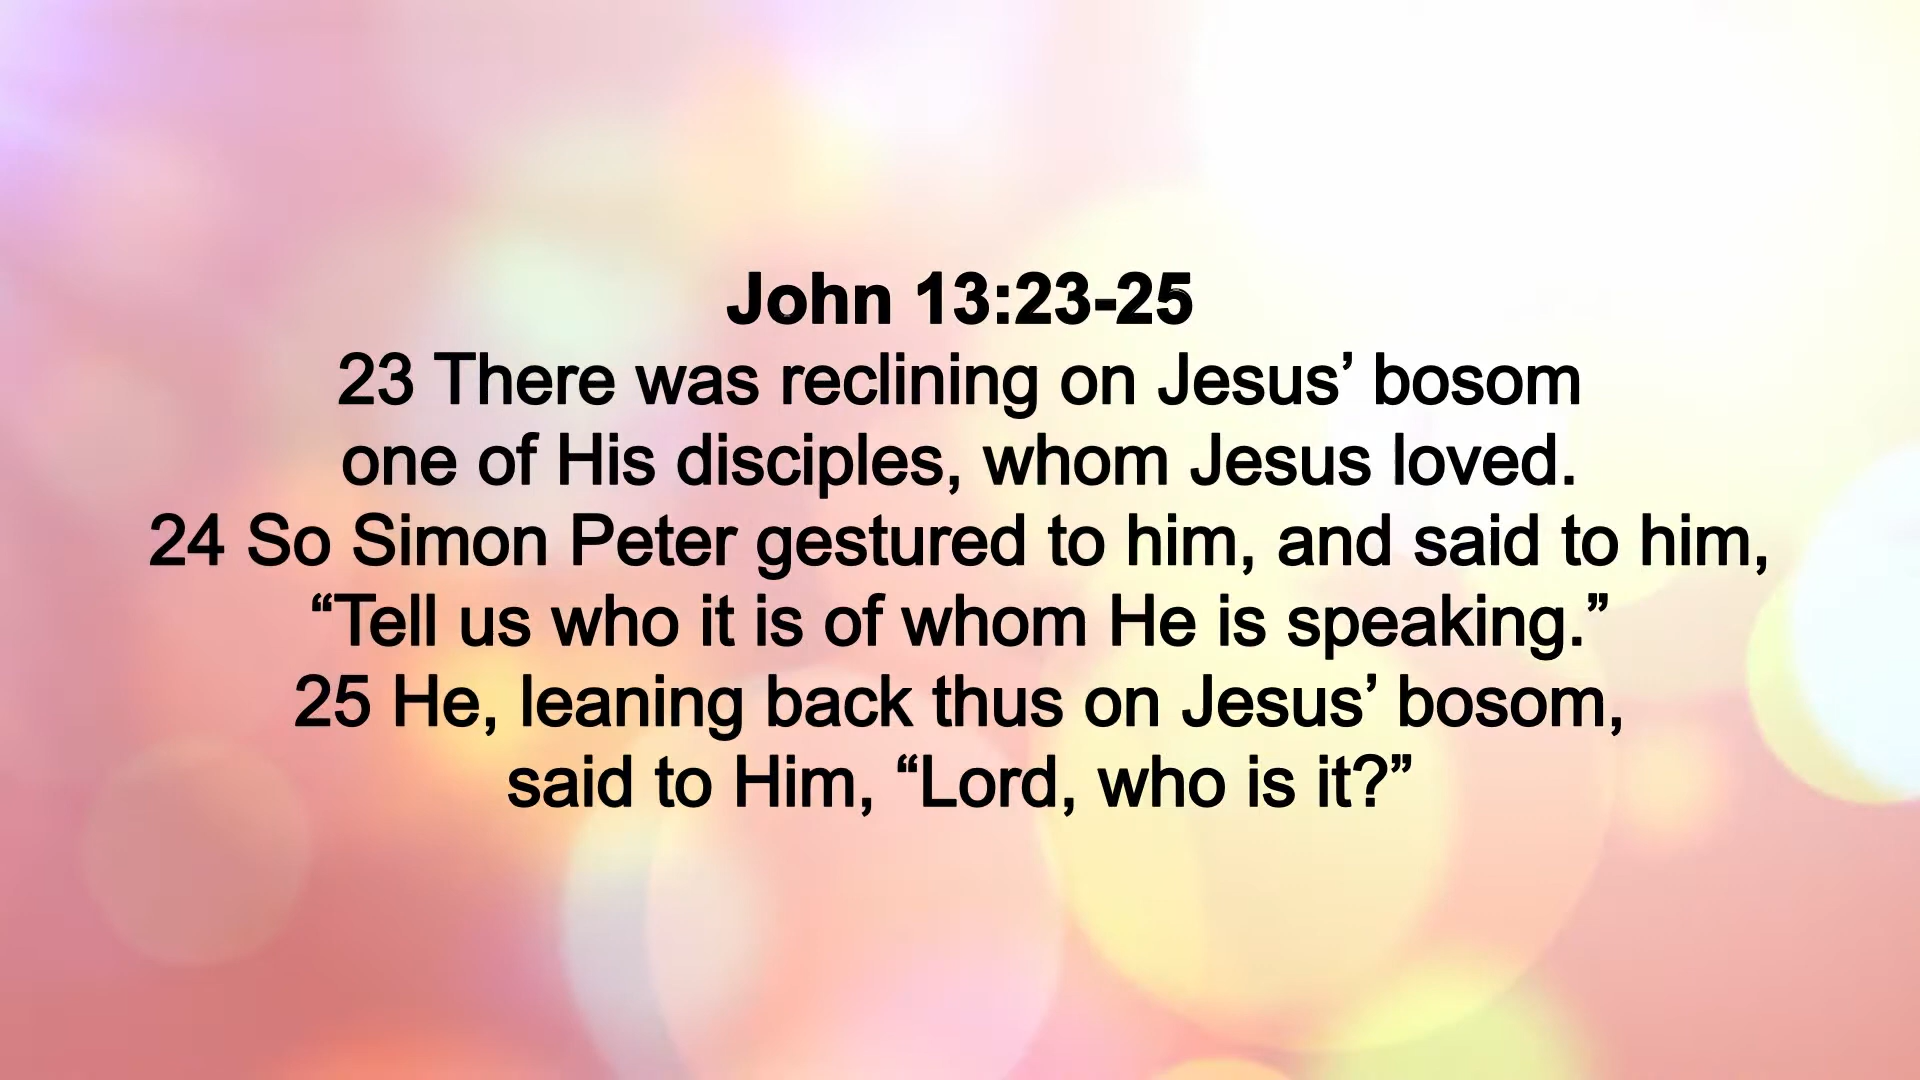 John 13:23-25
23 There was reclining on Jesus’ bosom
one of His disciples, whom Jesus loved.
24 So Simon Peter gestured to him, and said to him,
“Tell us who it is of whom He is speaking.”
25 He, leaning back thus on Jesus’ bosom,
said to Him, “Lord, who is it?”